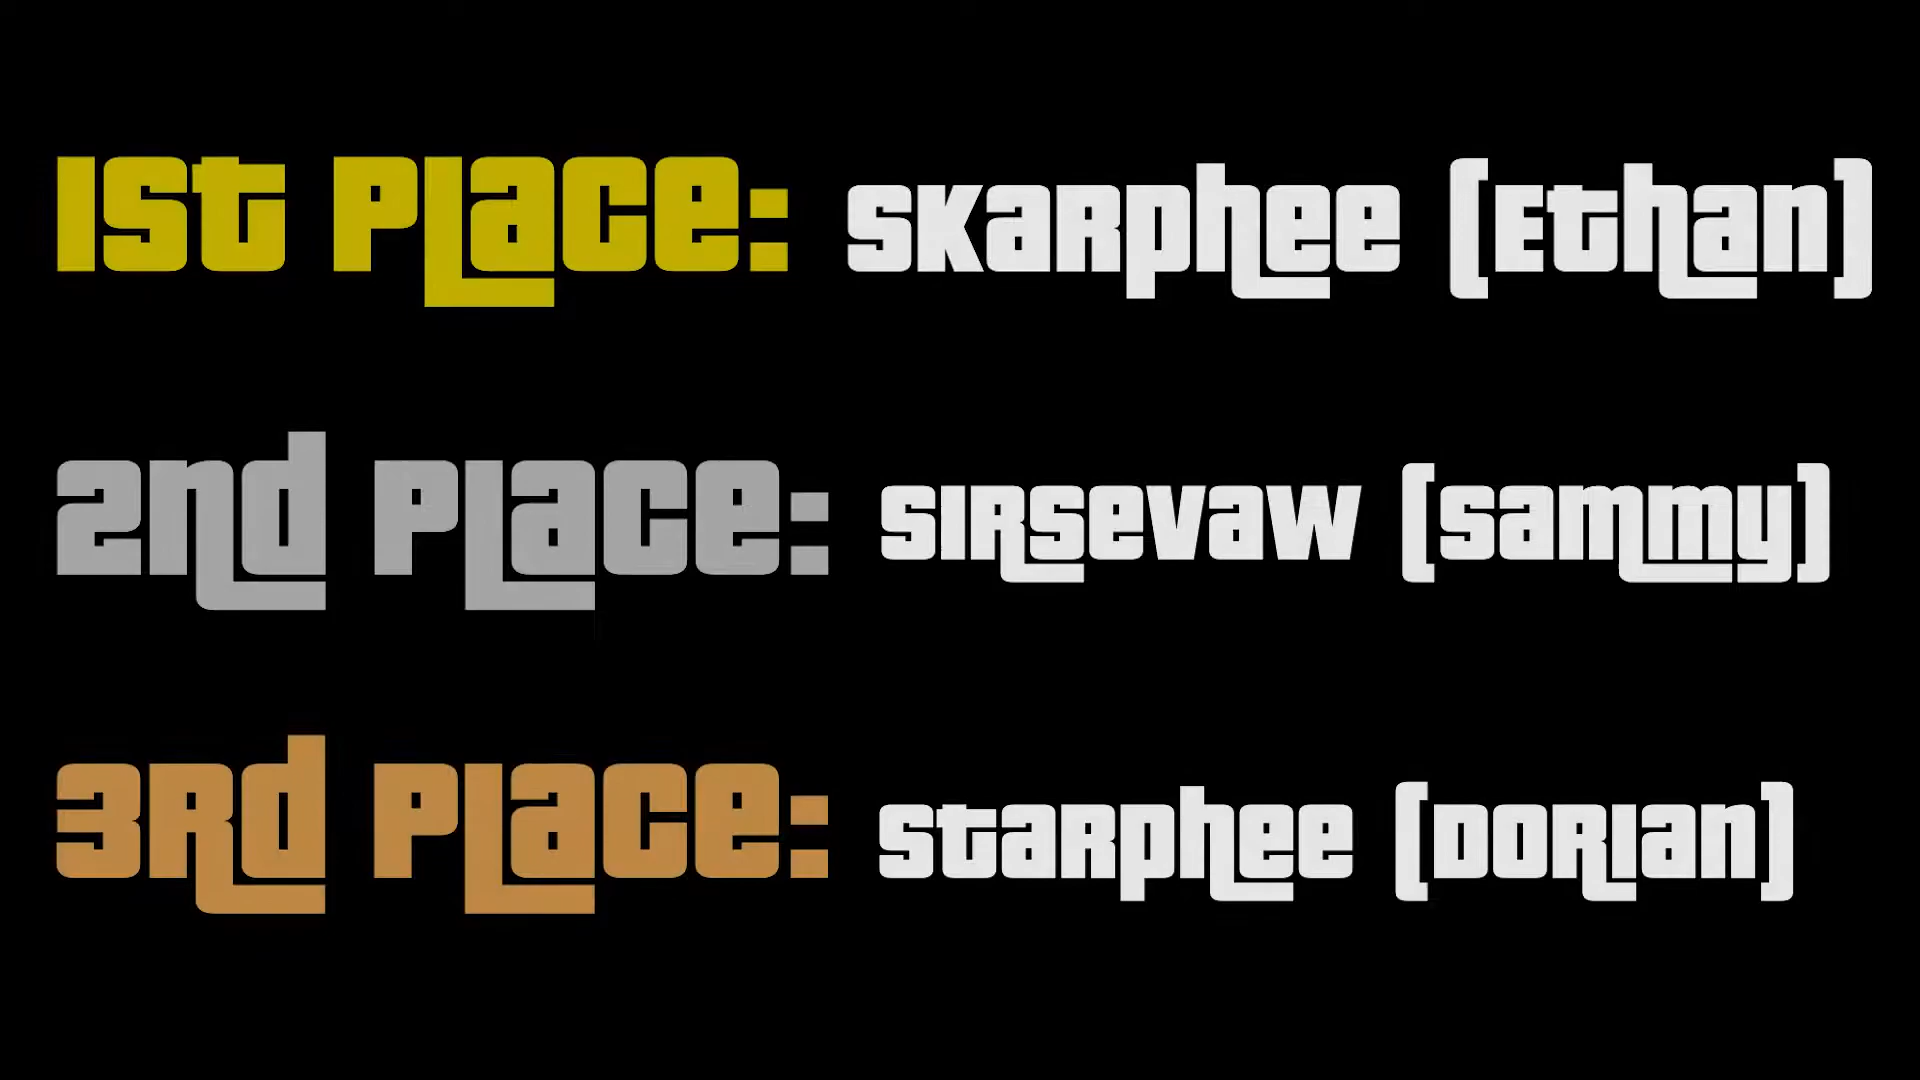 1st Place: Skarphee (Ethan)
2nd Place: Sirsevaw (Sammy)
3rd Place: Starphee (Dorian)